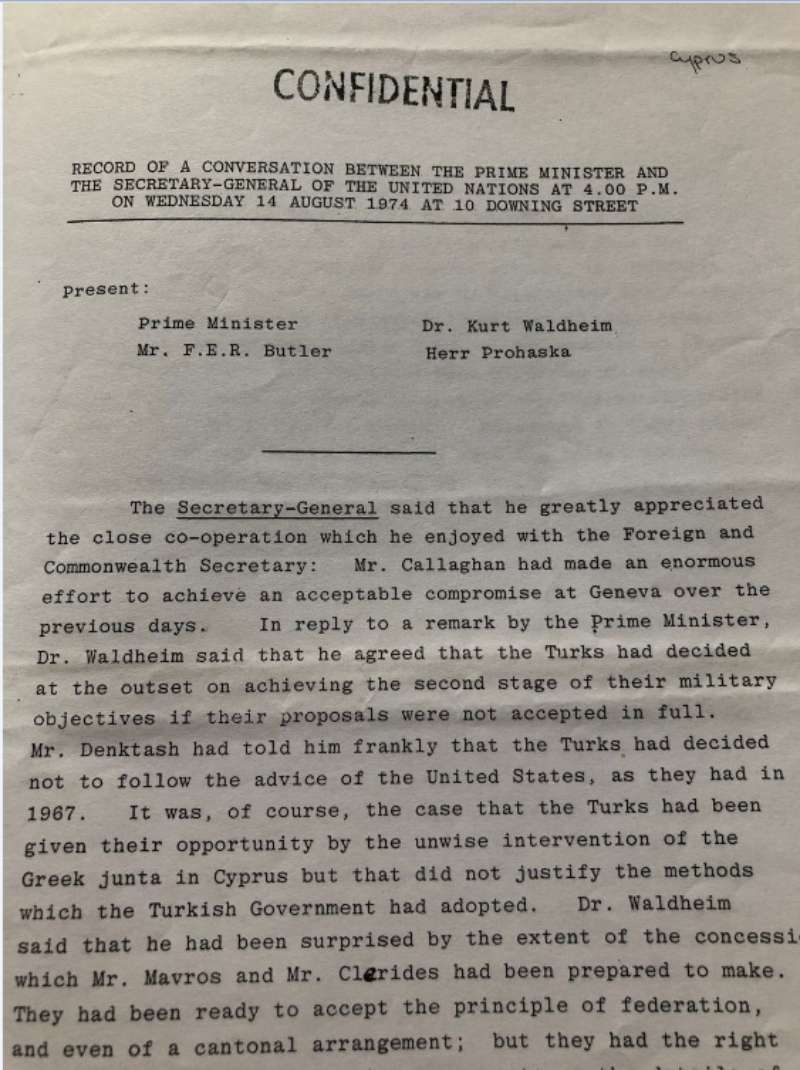 Cyprus
CONFIDENTIAL
RECORD OF A CONVERSATION BETWEEN THE PRIME MINISTER AND
THE SECRETARY-GENERAL OF THE UNITED NATIONS AT 4.00 P.M.
ON WEDNESDAY 14 AUGUST 1974 AT 10 DOWNING STREET
Present:
Prime Minister Dr. Kurt Waldheim
Mr. F.E.R. Butler Herr Prohaska
The Secretary-General said that he greatly appreciated
the close co-operation which he enjoyed with the Foreign and
Commonwealth Secretary: Mr. Callaghan had made an enormous
effort to achieve an acceptable compromise at Geneva over the
previous days. In reply to a remark by the Prime Minister,
Dr. Waldheim said that he agreed that the Turks had decided
at the outset on achieving the second stage of their military
objectives if their proposals were not accepted in full.
Mr. Denktash had told him frankly that the Turks had decided
not to follow the advice of the United States, as they had in
1967. It was, of course, the case that the Turks had been
given their opportunity by the unwise intervention of the
Greek junta in Cyprus but that did not justify the methods
which the Turkish Government had adopted. Dr. Waldheim
said that he had been surprised by the extent of the concessi
which Mr. Mavros and Mr. Clerides had been prepared to make.
They had been ready to accept the principle of federation,
and even of a cantonal arrangement; but they had the right